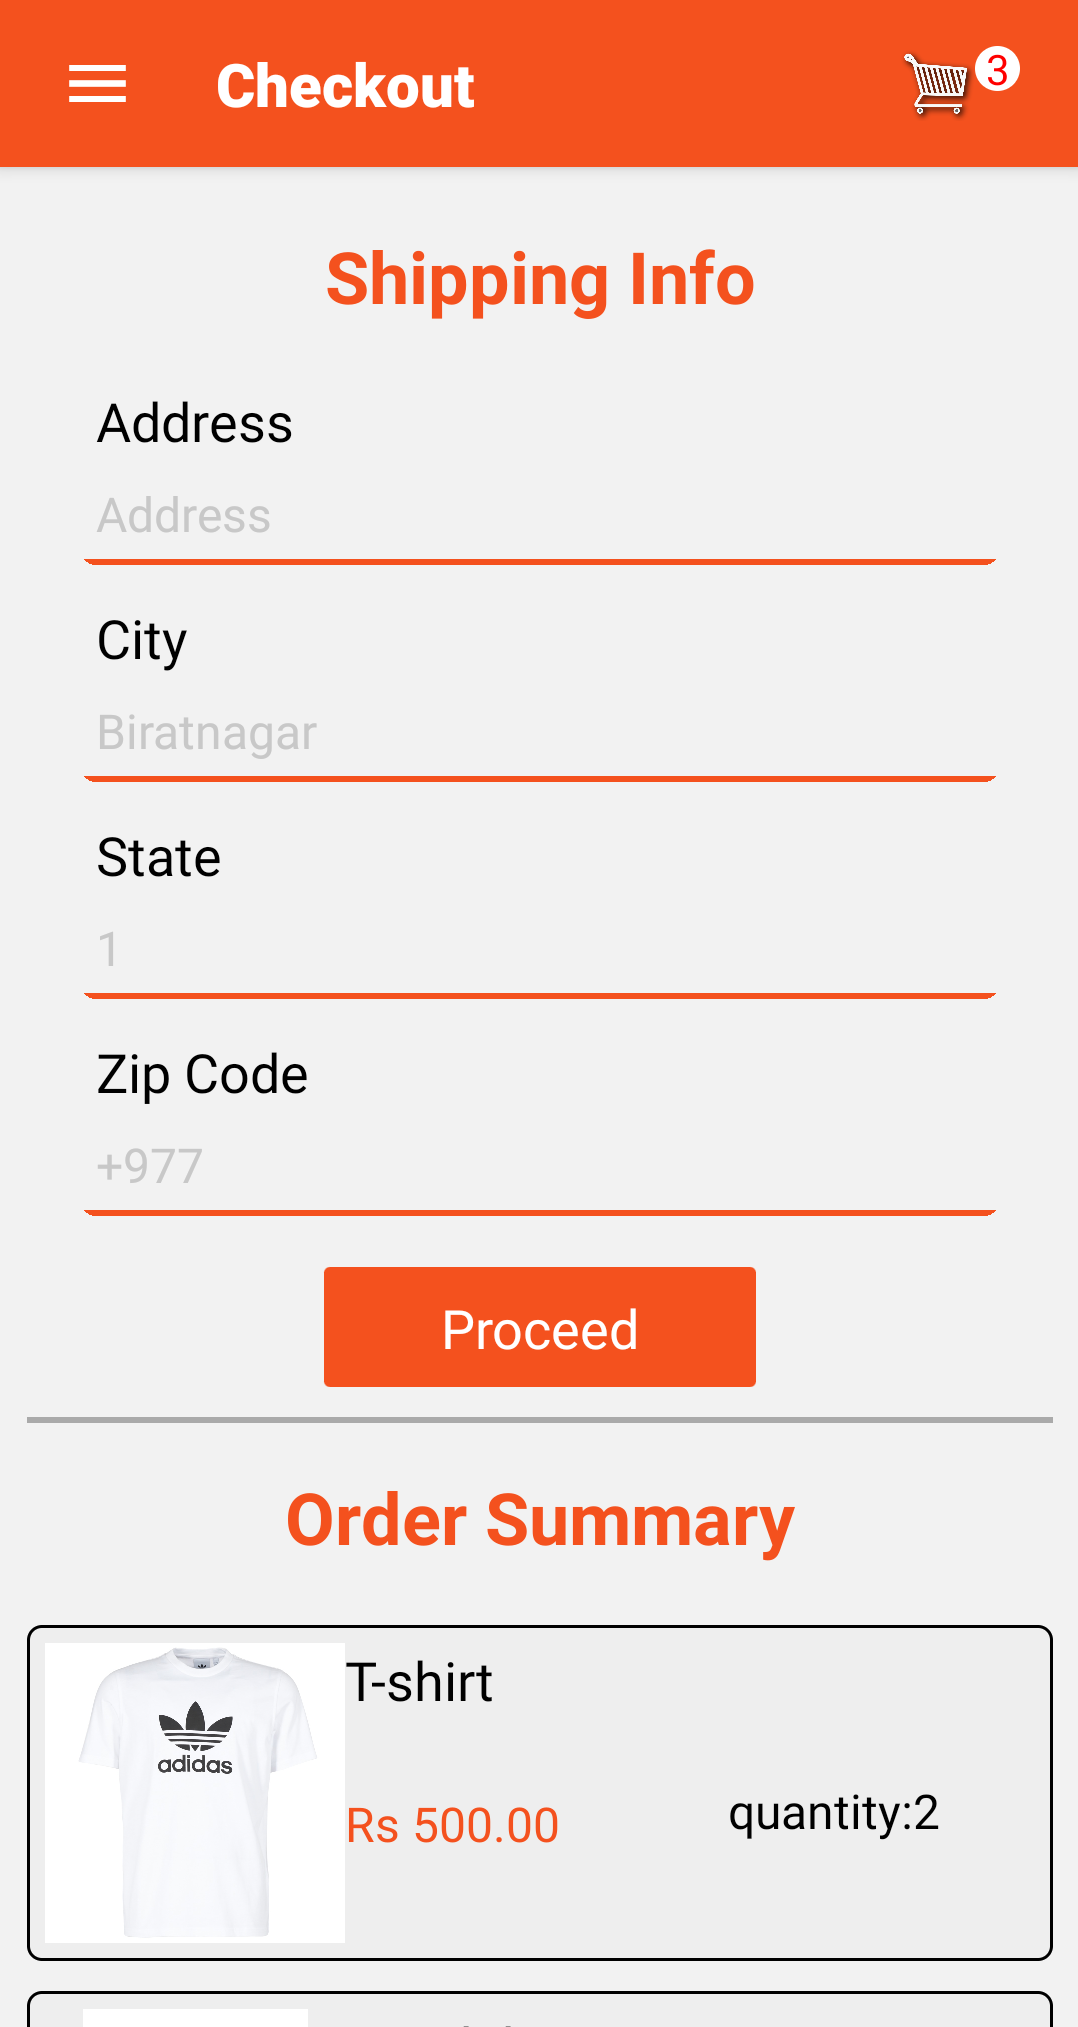 Checkout
3
Shipping Info
Address
Address
City
Biratnagar
State
1
Zip Code
+977
Proceed
Order Summary
T-shirt
adidas
Rs 500.00
quantity:2